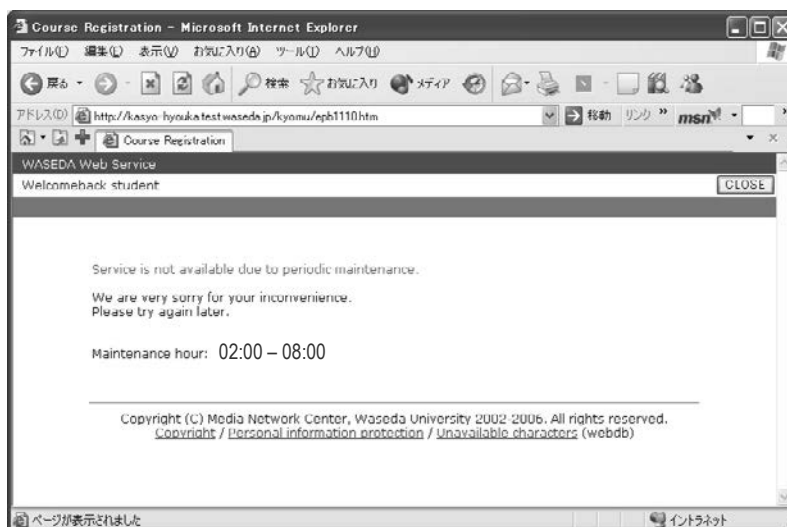 Course Registration - Microsoft Internet Explorer
ファイル(F) 編集(E) 表示(V) お気に入り(A) ツール(T) ヘルプ(H)
戻る 検索 お気に入り メディア
アドレス(D) http://kasyo-hyouka.test.waseda.jp/kyomu/epb1110.htm 移動 リンク » msn
Course Registration
WASEDA Web Service
Welcomeback student CLOSE
Service is not available due to periodic maintenance.
We are very sorry for your inconvenience.
Please try again later.
Maintenance hour: 02:00 – 08:00
Copyright (C) Media Network Center, Waseda University 2002-2006. All rights reserved.
Copyright / Personal information protection / Unavailable characters (webdb)
ページが表示されました イントラネット